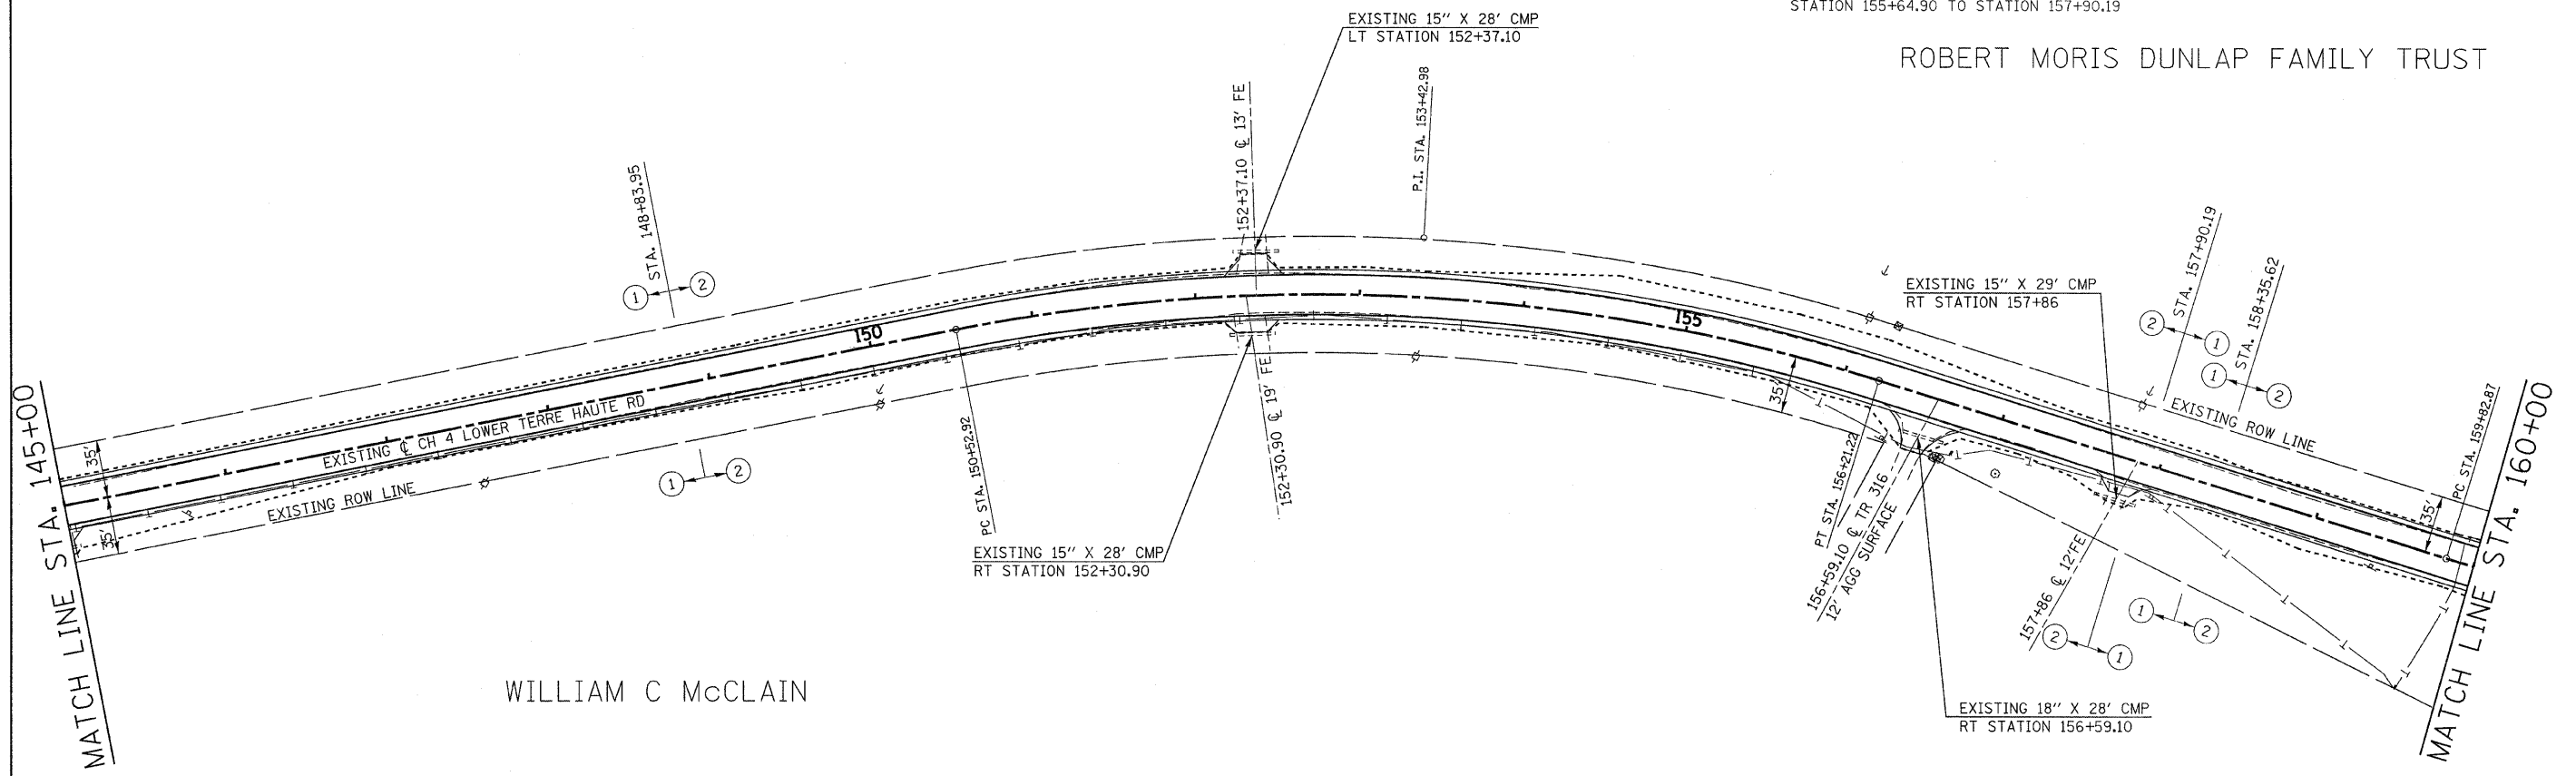 STATION 155+64.90 TO STATION 157+90.19
ROBERT MORIS DUNLAP FAMILY TRUST
EXISTING 15" X 28' CMP
LT STATION 152+37.10
P.I. STA. 153+42.98
152+37.10 ℄ 13' FE
STA. 148+83.95
1
2
150
155
EXISTING 15" X 29' CMP
RT STATION 157+86
STA. 157+90.19
2
1
STA. 158+35.62
1
2
EXISTING ROW LINE
PC STA. 159+82.87
35'
MATCH LINE STA. 160+00
MATCH LINE STA. 145+00
35'
35'
EXISTING ℄ CH 4 LOWER TERRE HAUTE RD
EXISTING ROW LINE
1
2
PC STA. 150+52.92
152+30.90 ℄ 19' FE
EXISTING 15" X 28' CMP
RT STATION 152+30.90
35'
PT STA. 156+21.22
156+59.10 ℄ TR 316
12' AGG SURFACE
157+86 ℄ 12'FE
2
1
1
2
EXISTING 18" X 28' CMP
RT STATION 156+59.10
WILLIAM C McCLAIN